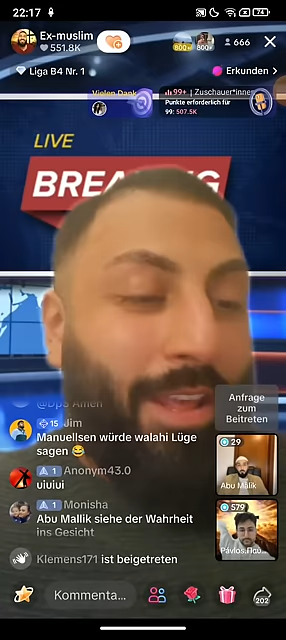 22:17
74
Ex-muslim
551.8K
800+
800+
666
Liga B4 Nr. 1
Erkunden
Vielen Dank
99+ | Zuschauer*innen
Punkte erforderlich für
99: 507.5K
LIVE
BREAKING
@DpS Amen
15 Jim
Manuellsen würde walahi Lüge
sagen 😂
1 Anonym43.0
uiuiui
1 Monisha
Abu Mallik siehe der Wahrheit
ins Gesicht
Klemens171 ist beigetreten
Anfrage
zum
Beitreten
29
Abu Malik
579
Kommenta...
202